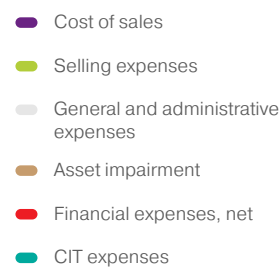 Cost of sales
Selling expenses
General and administrative
expenses
Asset impairment
Financial expenses, net
CIT expenses